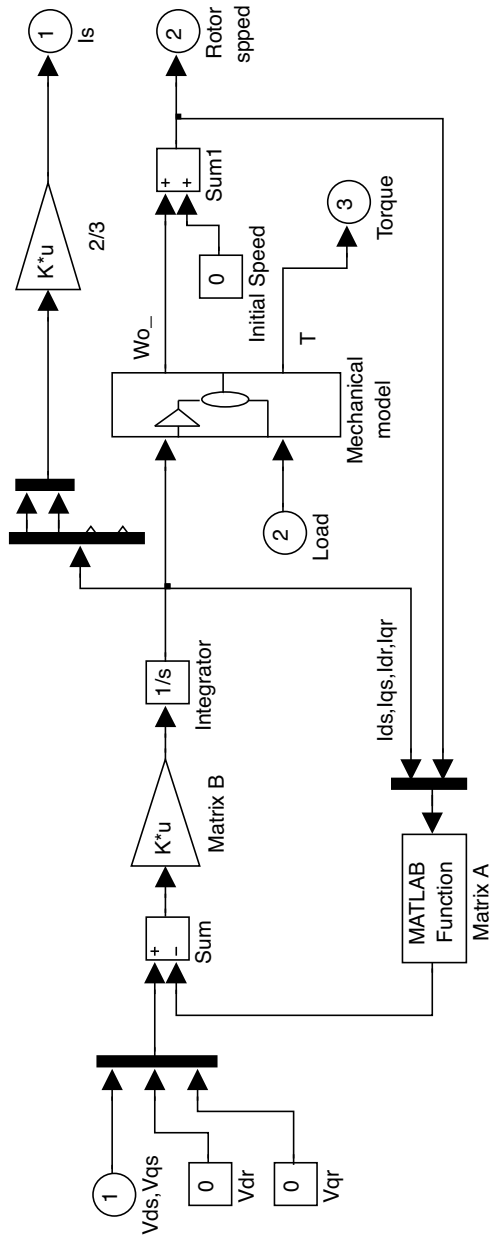 1
Vds,Vqs
0
Vdr
0
Vqr
+
−
Sum
K*u
Matrix B
1/s
Integrator
MATLAB
Function
Matrix A
Ids,Iqs,Idr,Iqr
2
Load
Mechanical
model
Wo_
T
0
Initial Speed
+
+
Sum1
K*u
2/3
1
Is
2
Rotor
spped
3
Torque